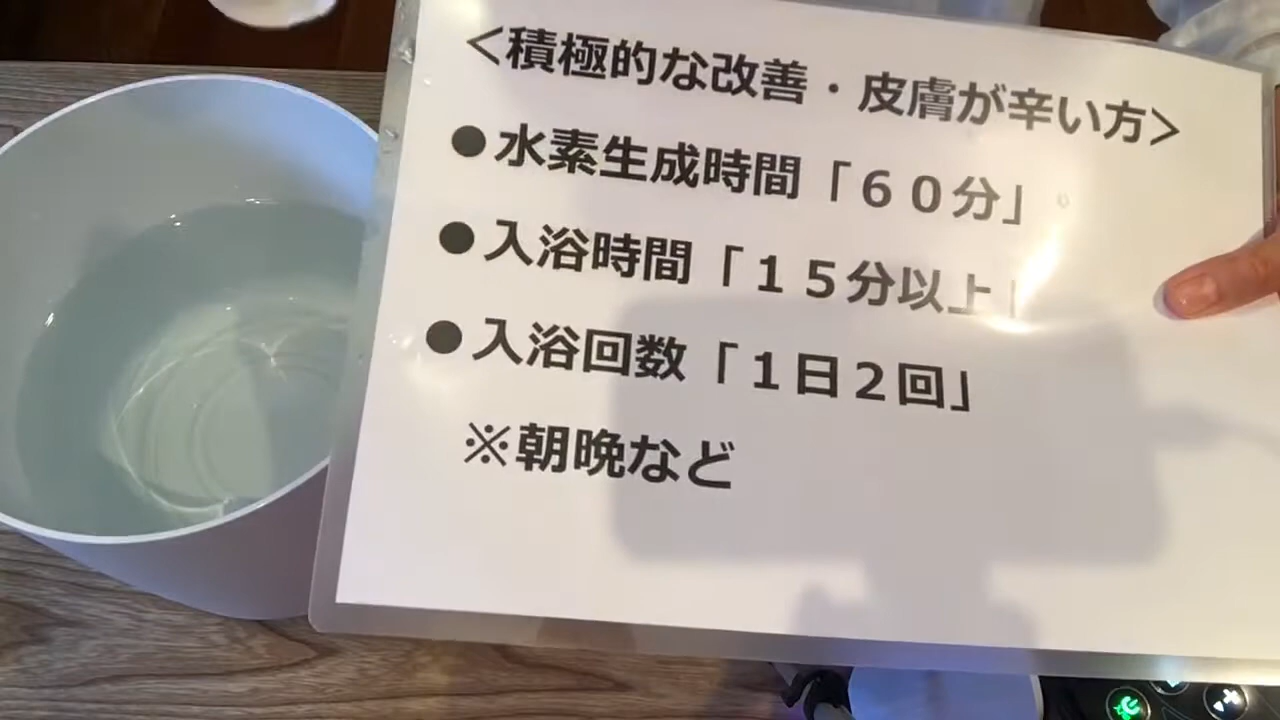 ＜積極的な改善・皮膚が辛い方＞
●水素生成時間「６０分」
●入浴時間「１５分以上」
●入浴回数「１日２回」
※朝晩など